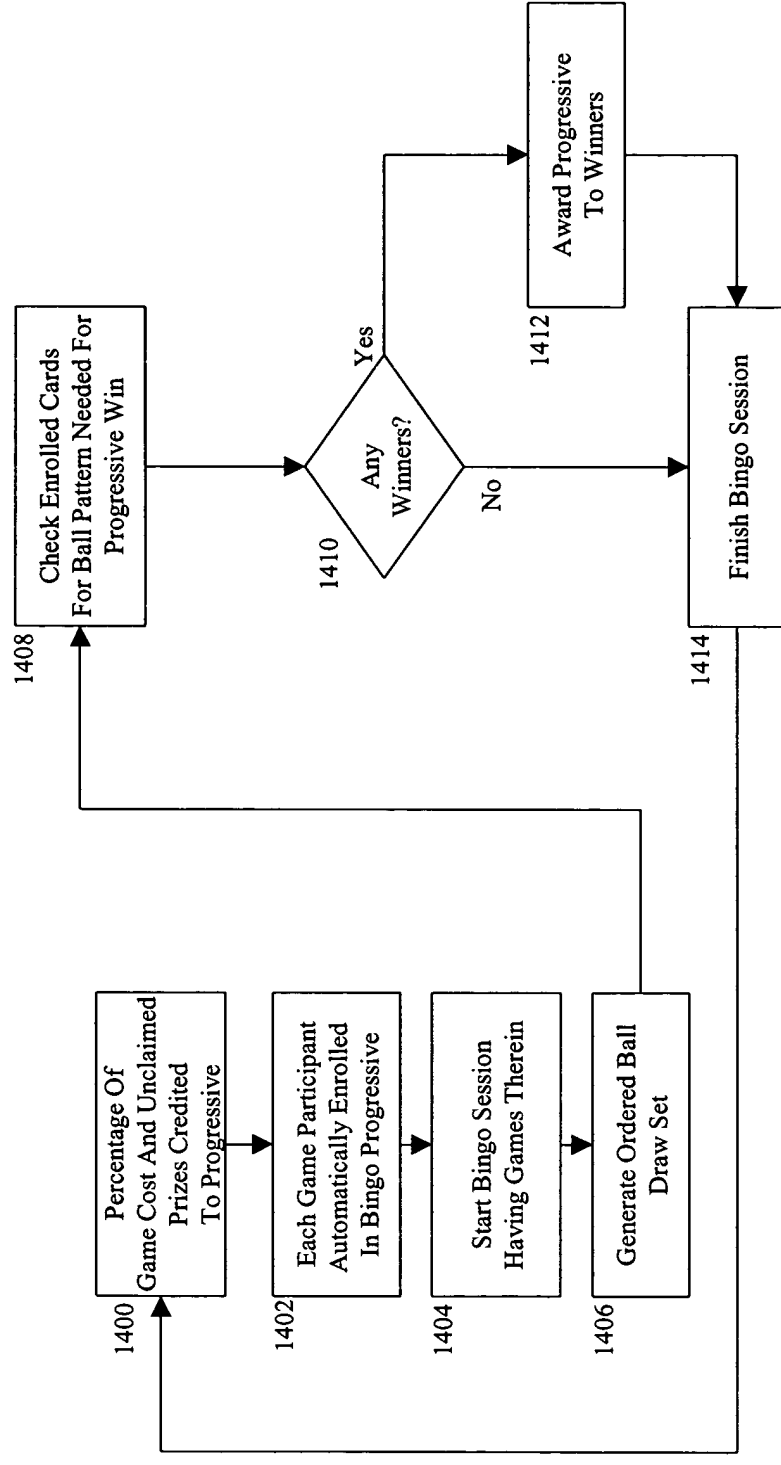 1400
Percentage Of
Game Cost And Unclaimed
Prizes Credited
To Progressive
1402
Each Game Participant
Automatically Enrolled
In Bingo Progressive
1404
Start Bingo Session
Having Games Therein
1406
Generate Ordered Ball
Draw Set
1408
Check Enrolled Cards
For Ball Pattern Needed For
Progressive Win
1410
Any
Winners?
Yes
No
1412
Award Progressive
To Winners
1414
Finish Bingo Session